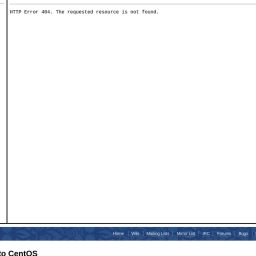 HTTP Error 404. The requested resource is not found.
Home | Wiki | Mailing Lists | Mirror List | IRC | Forums | Bugs |
to CentOS